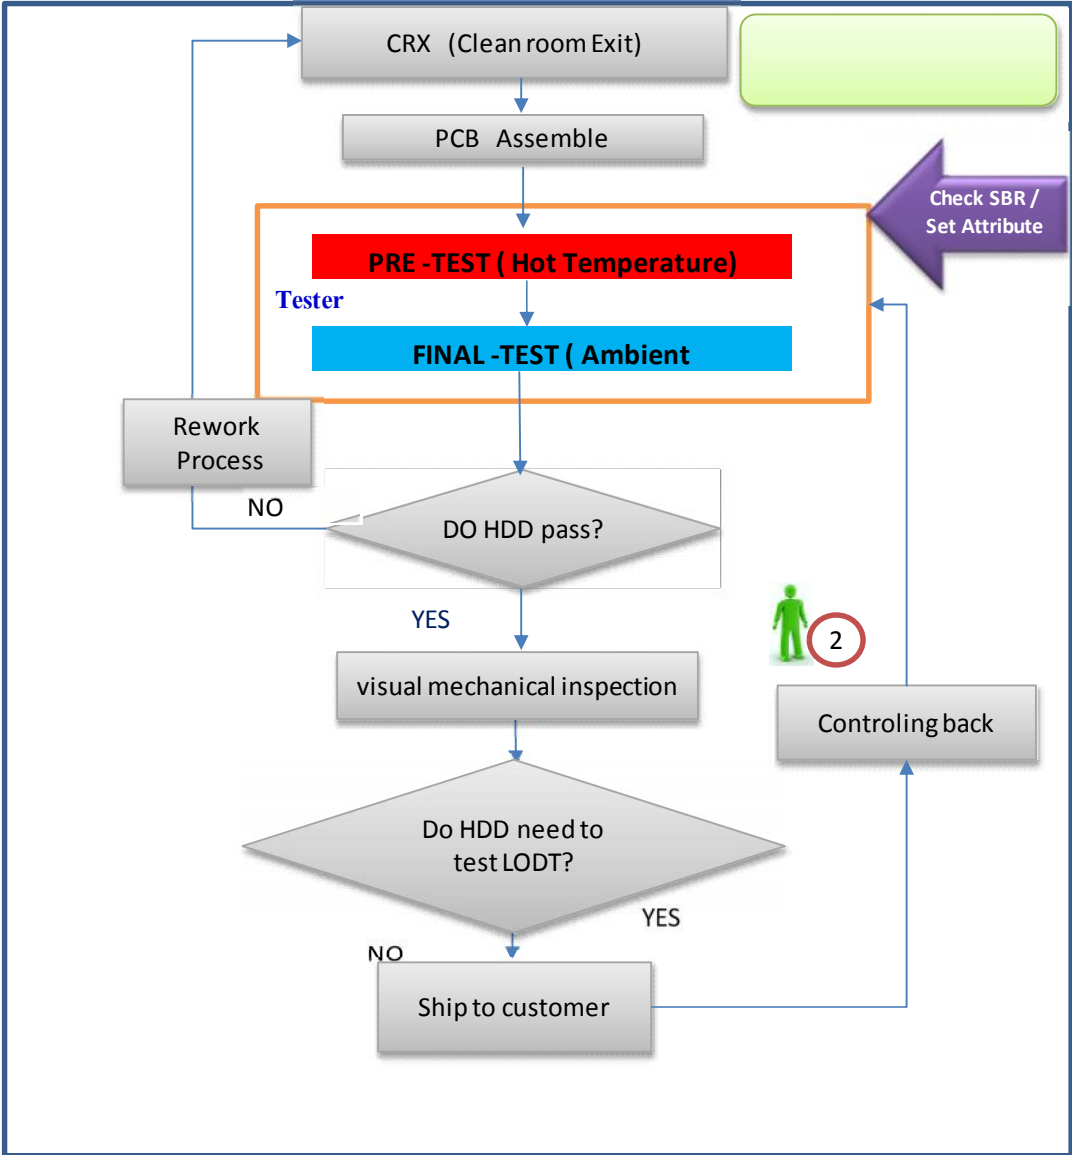 CRX (Clean room Exit)
PCB Assemble
Check SBR /
Set Attribute
PRE -TEST ( Hot Temperature)
Tester
FINAL -TEST ( Ambient
Rework
Process
NO
DO HDD pass?
YES
2
visual mechanical inspection
Controling back
Do HDD need to
test LODT?
YES
NO
Ship to customer